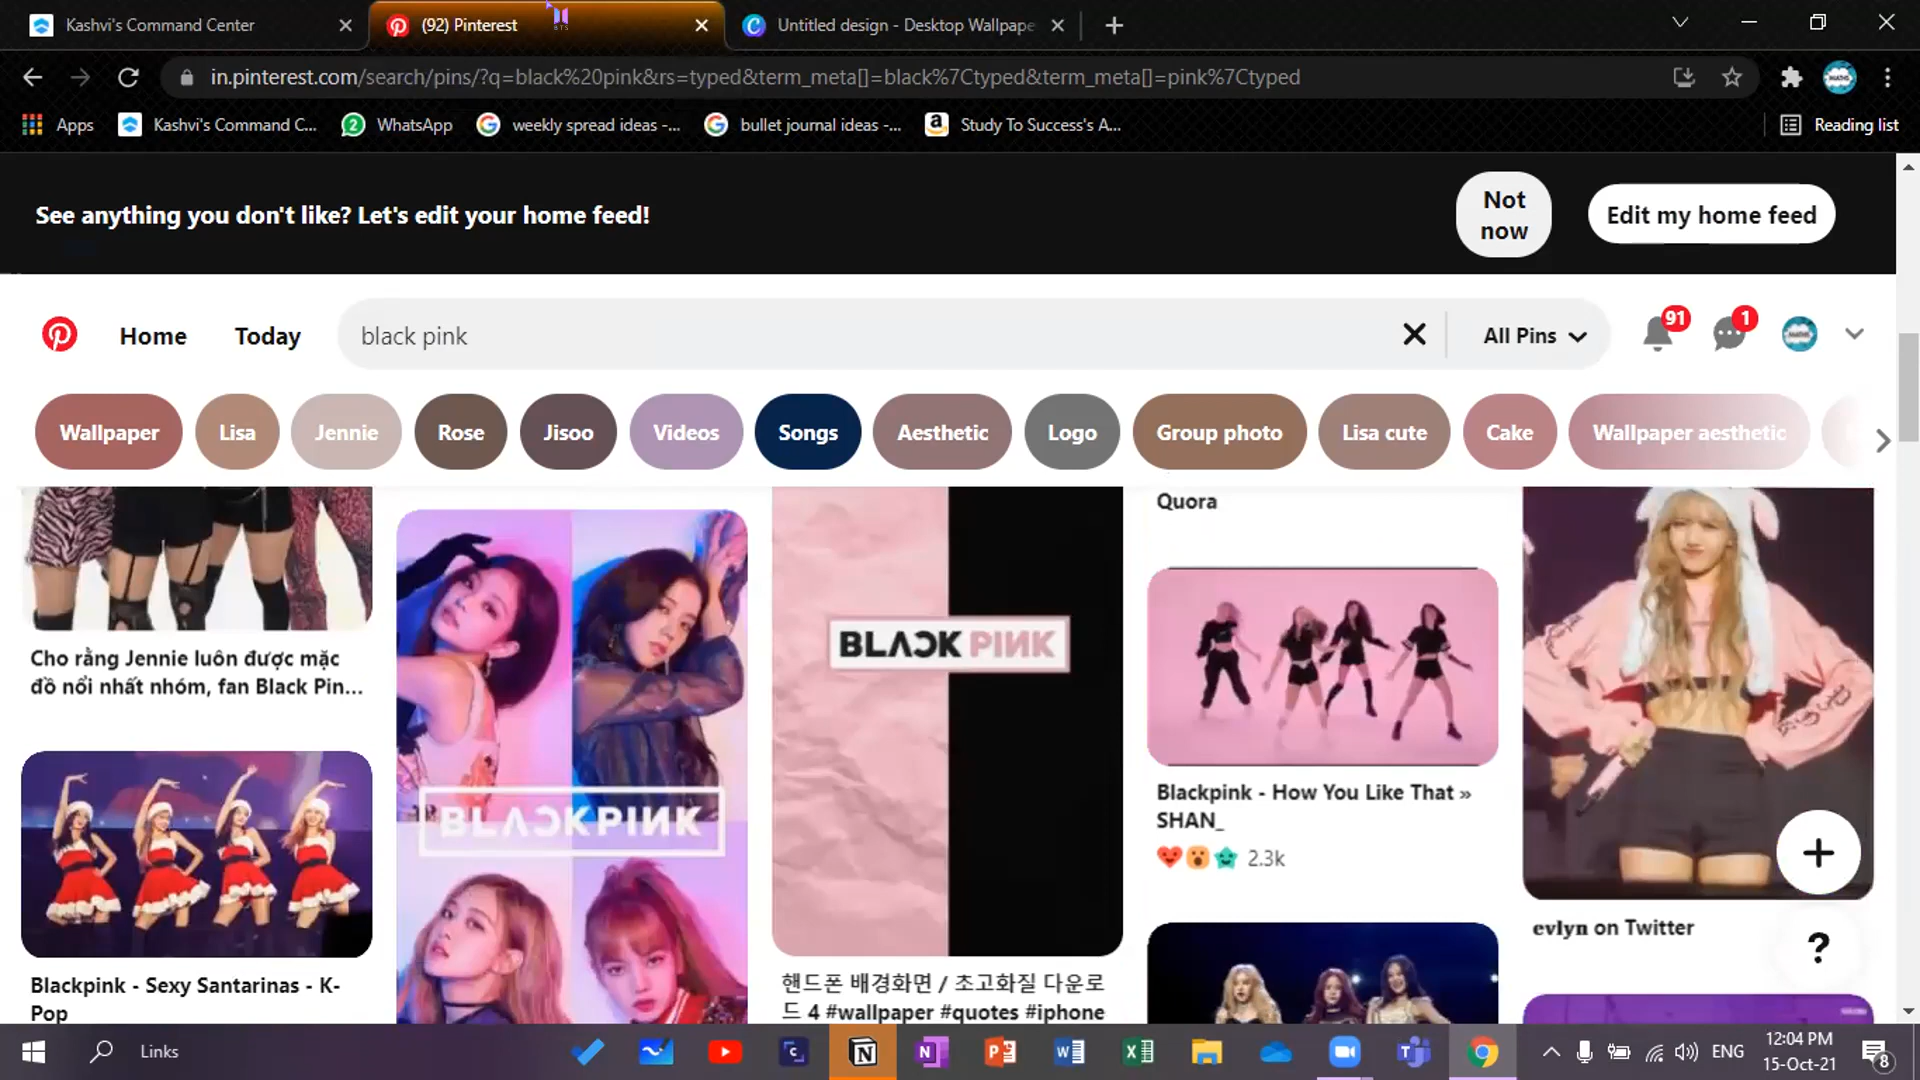 Kashvi's Command Center
(92) Pinterest
BTS
Untitled design - Desktop Wallpape
in.pinterest.com/search/pins/?q=black%20pink&rs=typed&term_meta[]=black%7Ctyped&term_meta[]=pink%7Ctyped
Apps
Kashvi's Command C...
2
WhatsApp
weekly spread ideas -...
bullet journal ideas -...
Study To Success's A...
Reading list
See anything you don't like? Let's edit your home feed!
Not now
Edit my home feed
Home
Today
black pink
All Pins
91
1
Wallpaper
Lisa
Jennie
Rose
Jisoo
Videos
Songs
Aesthetic
Logo
Group photo
Lisa cute
Cake
Wallpaper aesthetic
Quora
BLACKPINK
BLACK PINK
Cho rằng Jennie luôn được mặc
đồ nổi nhất nhóm, fan Black Pin...
Blackpink - How You Like That »
SHAN_
2.3k
evlyn on Twitter
Blackpink - Sexy Santarinas - K-
Pop
핸드폰 배경화면 / 초고화질 다운로
드 4 #wallpaper #quotes #iphone
?
Links
ENG
12:04 PM
15-Oct-21
8